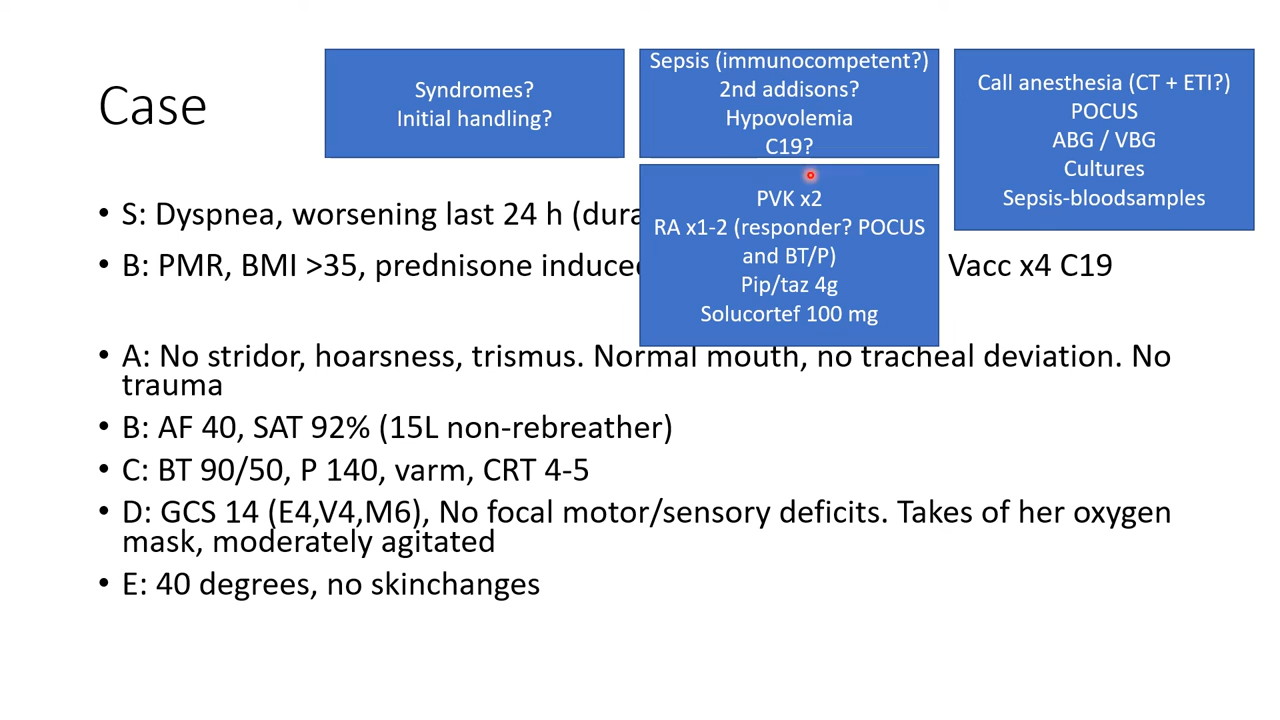 Case
Syndromes?
Initial handling?
Sepsis (immunocompetent?)
2nd addisons?
Hypovolemia
C19?
Call anesthesia (CT + ETI?)
POCUS
ABG / VBG
Cultures
Sepsis-bloodsamples
PVK x2
RA x1-2 (responder? POCUS
and BT/P)
Pip/taz 4g
Solucortef 100 mg
• S: Dyspnea, worsening last 24 h
• B: PMR, BMI >35, prednisone Vacc x4 C19
• A: No stridor, hoarsness, trismus. Normal mouth, no tracheal deviation. No
trauma
• B: AF 40, SAT 92% (15L non-rebreather)
• C: BT 90/50, P 140, varm, CRT 4-5
• D: GCS 14 (E4,V4,M6), No focal motor/sensory deficits. Takes of her oxygen
mask, moderately agitated
• E: 40 degrees, no skinchanges